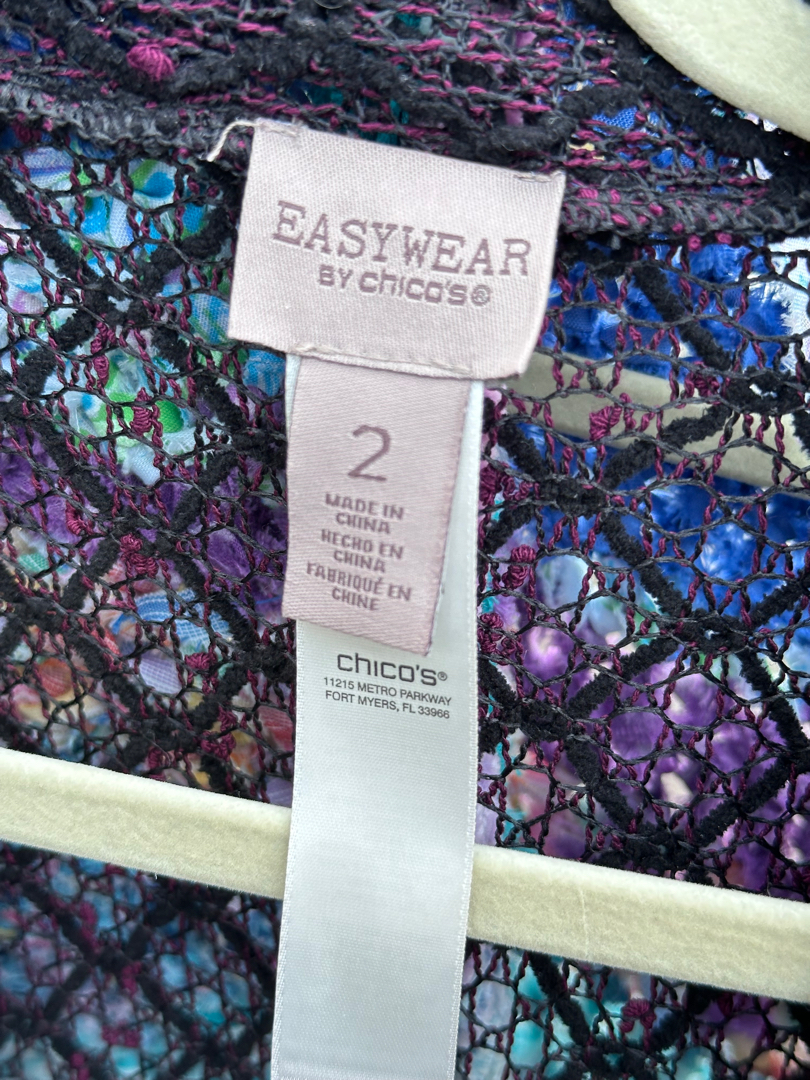 EASYWEAR
BY chico's®
2
MADE IN
CHINA
HECHO EN
CHINA
FABRIQUÉ EN
CHINE
chico's®
11215 METRO PARKWAY
FORT MYERS, FL 33966